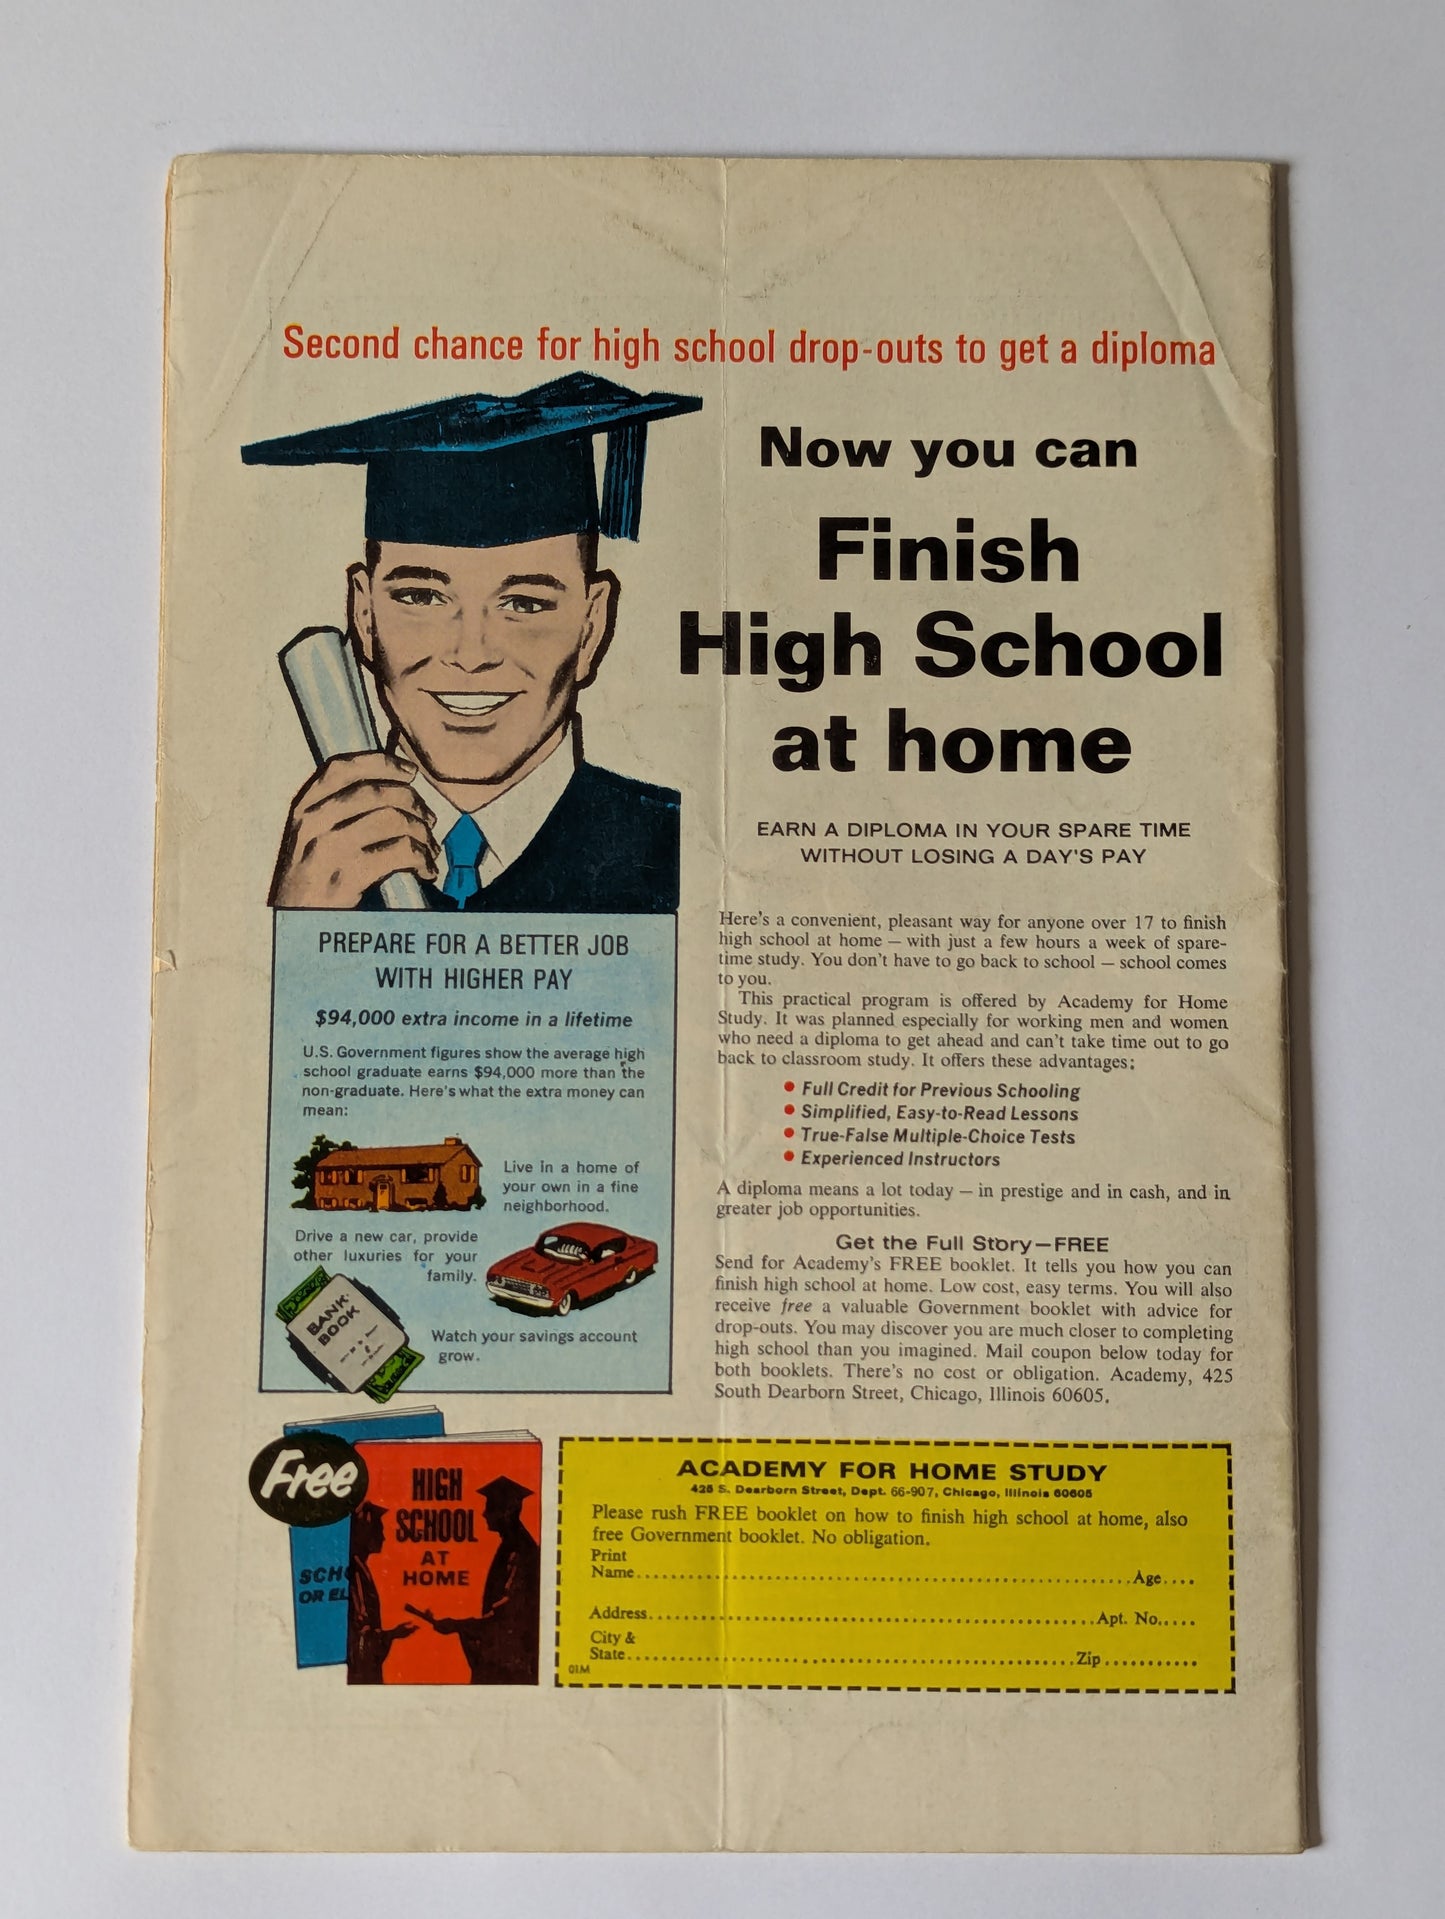 Second chance for high school drop-outs to get a diploma
Now you can
Finish
High School
at home
EARN A DIPLOMA IN YOUR SPARE TIME
WITHOUT LOSING A DAY'S PAY
PREPARE FOR A BETTER JOB
WITH HIGHER PAY
$94,000 extra income in a lifetime
U.S. Government figures show the average high
school graduate earns $94,000 more than the
non-graduate. Here's what the extra money can
mean:
Live in a home of
your own in a fine
neighborhood.
Drive a new car, provide
other luxuries for your
family.
BANK
BOOK
Watch your savings account
grow.
Here's a convenient, pleasant way for anyone over 17 to finish
high school at home — with just a few hours a week of spare-
time study. You don't have to go back to school — school comes
to you.
This practical program is offered by Academy for Home
Study. It was planned especially for working men and women
who need a diploma to get ahead and can't take time out to go
back to classroom study. It offers these advantages:
• Full Credit for Previous Schooling
• Simplified, Easy-to-Read Lessons
• True-False Multiple-Choice Tests
• Experienced Instructors
A diploma means a lot today — in prestige and in cash, and in
greater job opportunities.
Get the Full Story—FREE
Send for Academy's FREE booklet. It tells you how you can
finish high school at home. Low cost, easy terms. You will also
receive free a valuable Government booklet with advice for
drop-outs. You may discover you are much closer to completing
high school than you imagined. Mail coupon below today for
both booklets. There's no cost or obligation. Academy, 425
South Dearborn Street, Chicago, Illinois 60605.
Free
SCH
OR EL
HIGH
SCHOOL
AT
HOME
ACADEMY FOR HOME STUDY
425 S. Dearborn Street, Dept. 66-907, Chicago, Illinois 60605
Please rush FREE booklet on how to finish high school at home, also
free Government booklet. No obligation.
Print
Name..........Age....
Address..........Apt. No.....
City &
State..........Zip...........
01M